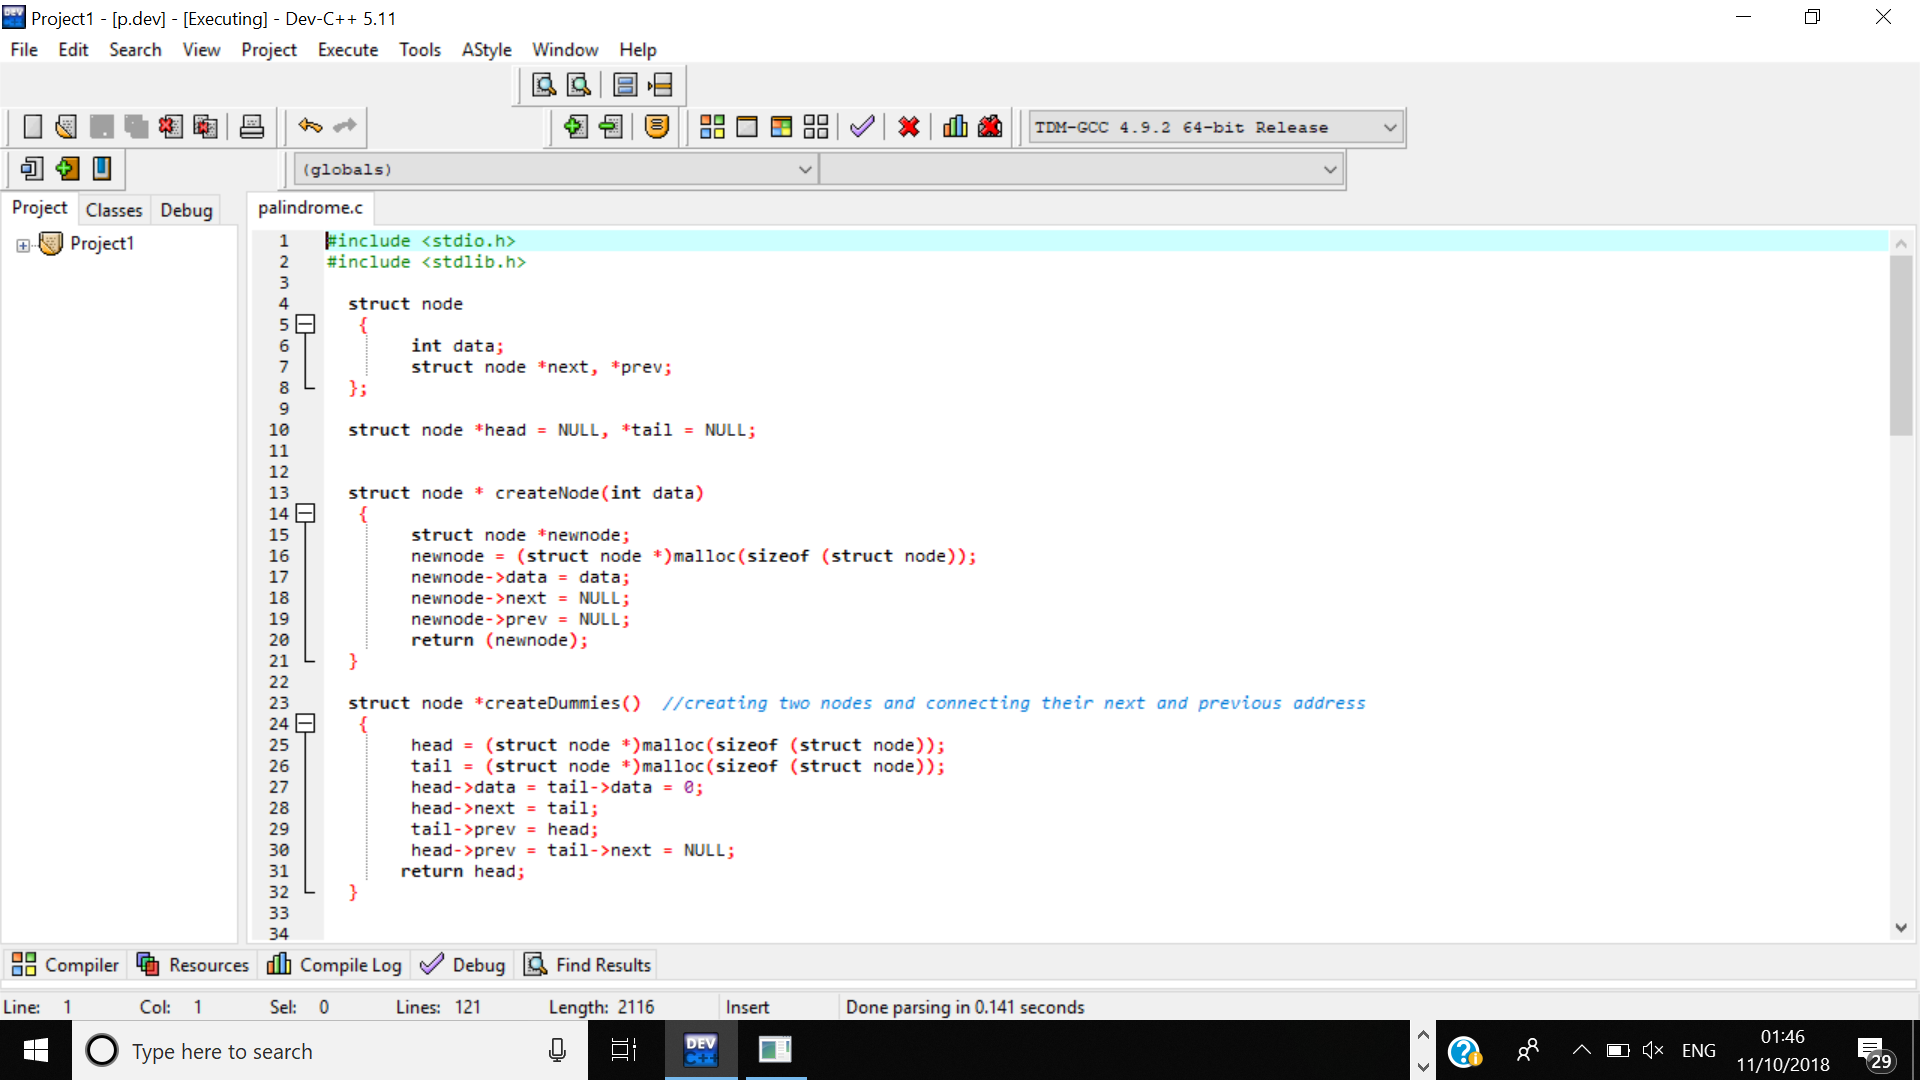 Project1 - [p.dev] - [Executing] - Dev-C++ 5.11
File Edit Search View Project Execute Tools AStyle Window Help
TDM-GCC 4.9.2 64-bit Release
(globals)
Project Classes Debug palindrome.c
Project1
1 #include <stdio.h>
2 #include <stdlib.h>
3
4 struct node
5 {
6 int data;
7 struct node *next, *prev;
8 };
9
10 struct node *head = NULL, *tail = NULL;
11
12
13 struct node * createNode(int data)
14 {
15 struct node *newnode;
16 newnode = (struct node *)malloc(sizeof (struct node));
17 newnode->data = data;
18 newnode->next = NULL;
19 newnode->prev = NULL;
20 return (newnode);
21 }
22
23 struct node *createDummies() //creating two nodes and connecting their next and previous address
24 {
25 head = (struct node *)malloc(sizeof (struct node));
26 tail = (struct node *)malloc(sizeof (struct node));
27 head->data = tail->data = 0;
28 head->next = tail;
29 tail->prev = head;
30 head->prev = tail->next = NULL;
31 return head;
32 }
33
34
Compiler Resources Compile Log Debug Find Results
Line: 1 Col: 1 Sel: 0 Lines: 121 Length: 2116 Insert Done parsing in 0.141 seconds
Type here to search
DEV
C++
ENG
01:46
11/10/2018
29